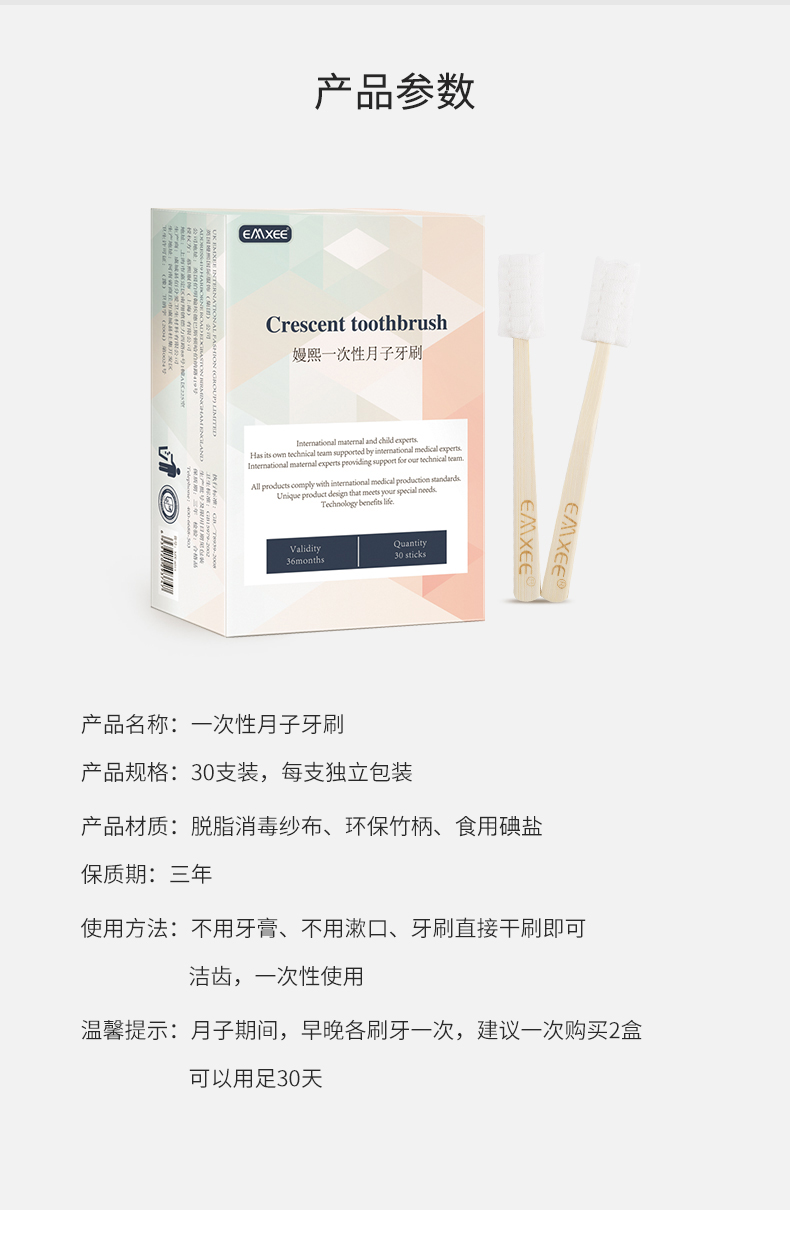 产品参数
EMXEE
Crescent toothbrush
嫚熙一次性月子牙刷
International maternal and child experts.
Has its own technical team supported by international medical experts.
International maternal experts providing support for our technical team.
All products comply with international medical production standards.
Unique product design that meets your special needs.
Technology benefits life.
Validity
36months
Quantity
30 sticks
UK EMXEE INTERNATIONAL FASHION (GROUP) LIMITED
EMXEE
EMXEE
产品名称：一次性月子牙刷
产品规格：30支装，每支独立包装
产品材质：脱脂消毒纱布、环保竹柄、食用碘盐
保质期：三年
使用方法：不用牙膏、不用漱口、牙刷直接干刷即可
洁齿，一次性使用
温馨提示：月子期间，早晚各刷牙一次，建议一次购买2盒
可以用足30天